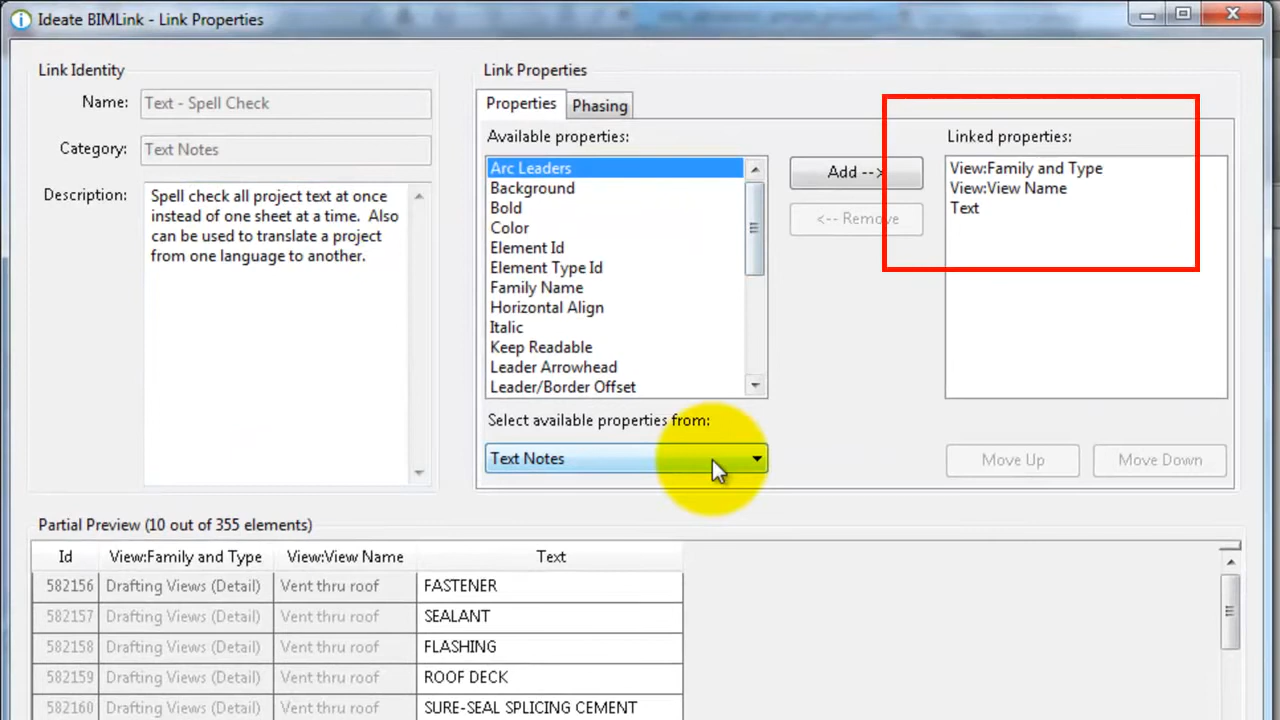 Ideate BIMLink - Link Properties
Link Identity
Name:
Text - Spell Check
Category:
Text Notes
Description:
Spell check all project text at once
instead of one sheet at a time. Also
can be used to translate a project
from one language to another.
Link Properties
Properties
Phasing
Available properties:
Arc Leaders
Background
Bold
Color
Element Id
Element Type Id
Family Name
Horizontal Align
Italic
Keep Readable
Leader Arrowhead
Leader/Border Offset
Select available properties from:
Text Notes
Add -->
<-- Remove
Linked properties:
View:Family and Type
View:View Name
Text
Move Up
Move Down
Partial Preview (10 out of 355 elements)
Id View:Family and Type View:View Name Text
582156 Drafting Views (Detail) Vent thru roof FASTENER
582157 Drafting Views (Detail) Vent thru roof SEALANT
582158 Drafting Views (Detail) Vent thru roof FLASHING
582159 Drafting Views (Detail) Vent thru roof ROOF DECK
582160 Drafting Views (Detail) Vent thru roof SURE-SEAL SPLICING CEMENT